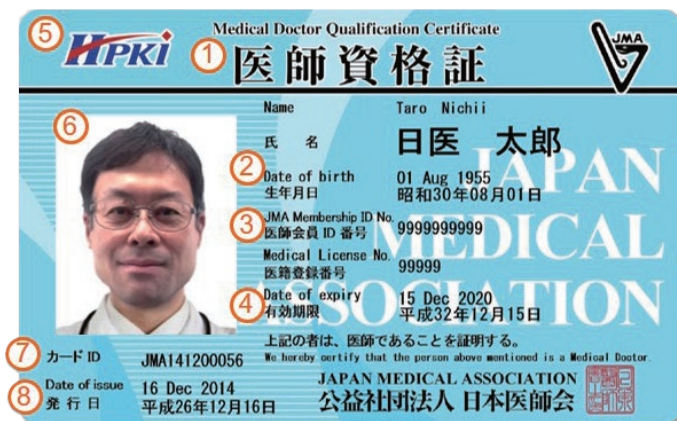 ⑤ HPKI
Medical Doctor Qualification Certificate
① 医師資格証
JMA
⑥
Name Taro Nichii
氏 名 日医 太郎
② Date of birth 01 Aug 1955
生年月日 昭和30年08月01日
③ JMA Membership ID No. 9999999999
医師会員 ID 番号
Medical License No. 99999
医籍登録番号
④ Date of expiry 15 Dec 2020
有効期限 平成32年12月15日
上記の者は、医師であることを証明する。
We hereby certify that the person above mentioned is a Medical Doctor.
⑦ カード ID JMA141200056
⑧ Date of issue 16 Dec 2014
発 行 日 平成26年12月16日
JAPAN MEDICAL ASSOCIATION
公益社団法人 日本医師会
JAPAN
MEDICAL
ASSOCIATION